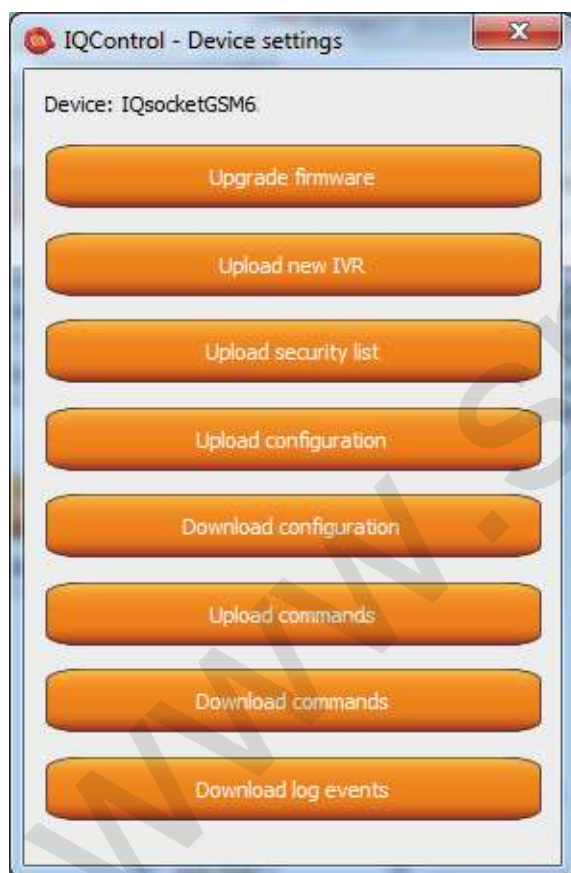 IQControl - Device settings
Device: IQsocketGSM6
Upgrade firmware
Upload new IVR
Upload security list
Upload configuration
Download configuration
Upload commands
Download commands
Download log events